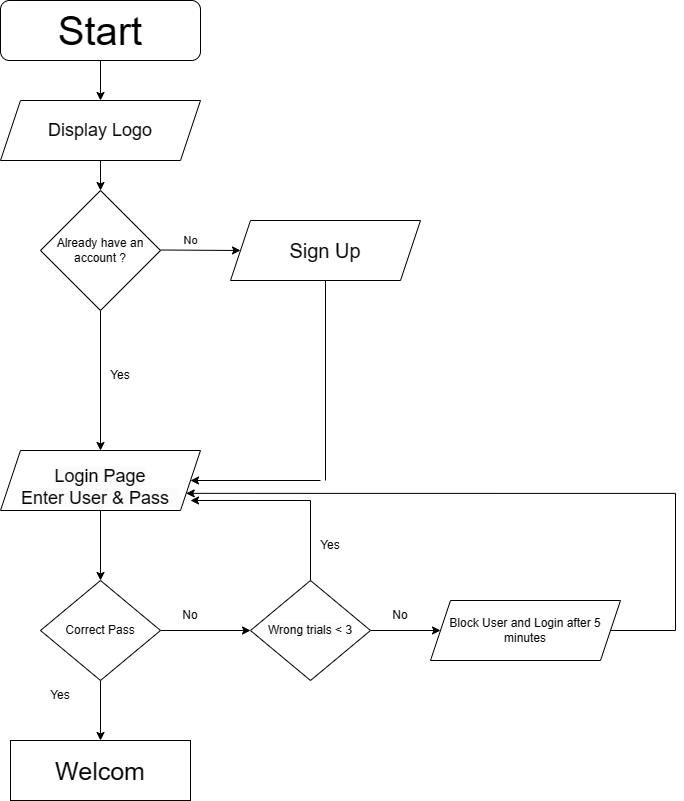 Start
Display Logo
Already have an
account ?
No
Sign Up
Yes
Login Page
Enter User & Pass
Yes
Correct Pass
No
Wrong trials < 3
No
Block User and Login after 5
minutes
Yes
Welcom